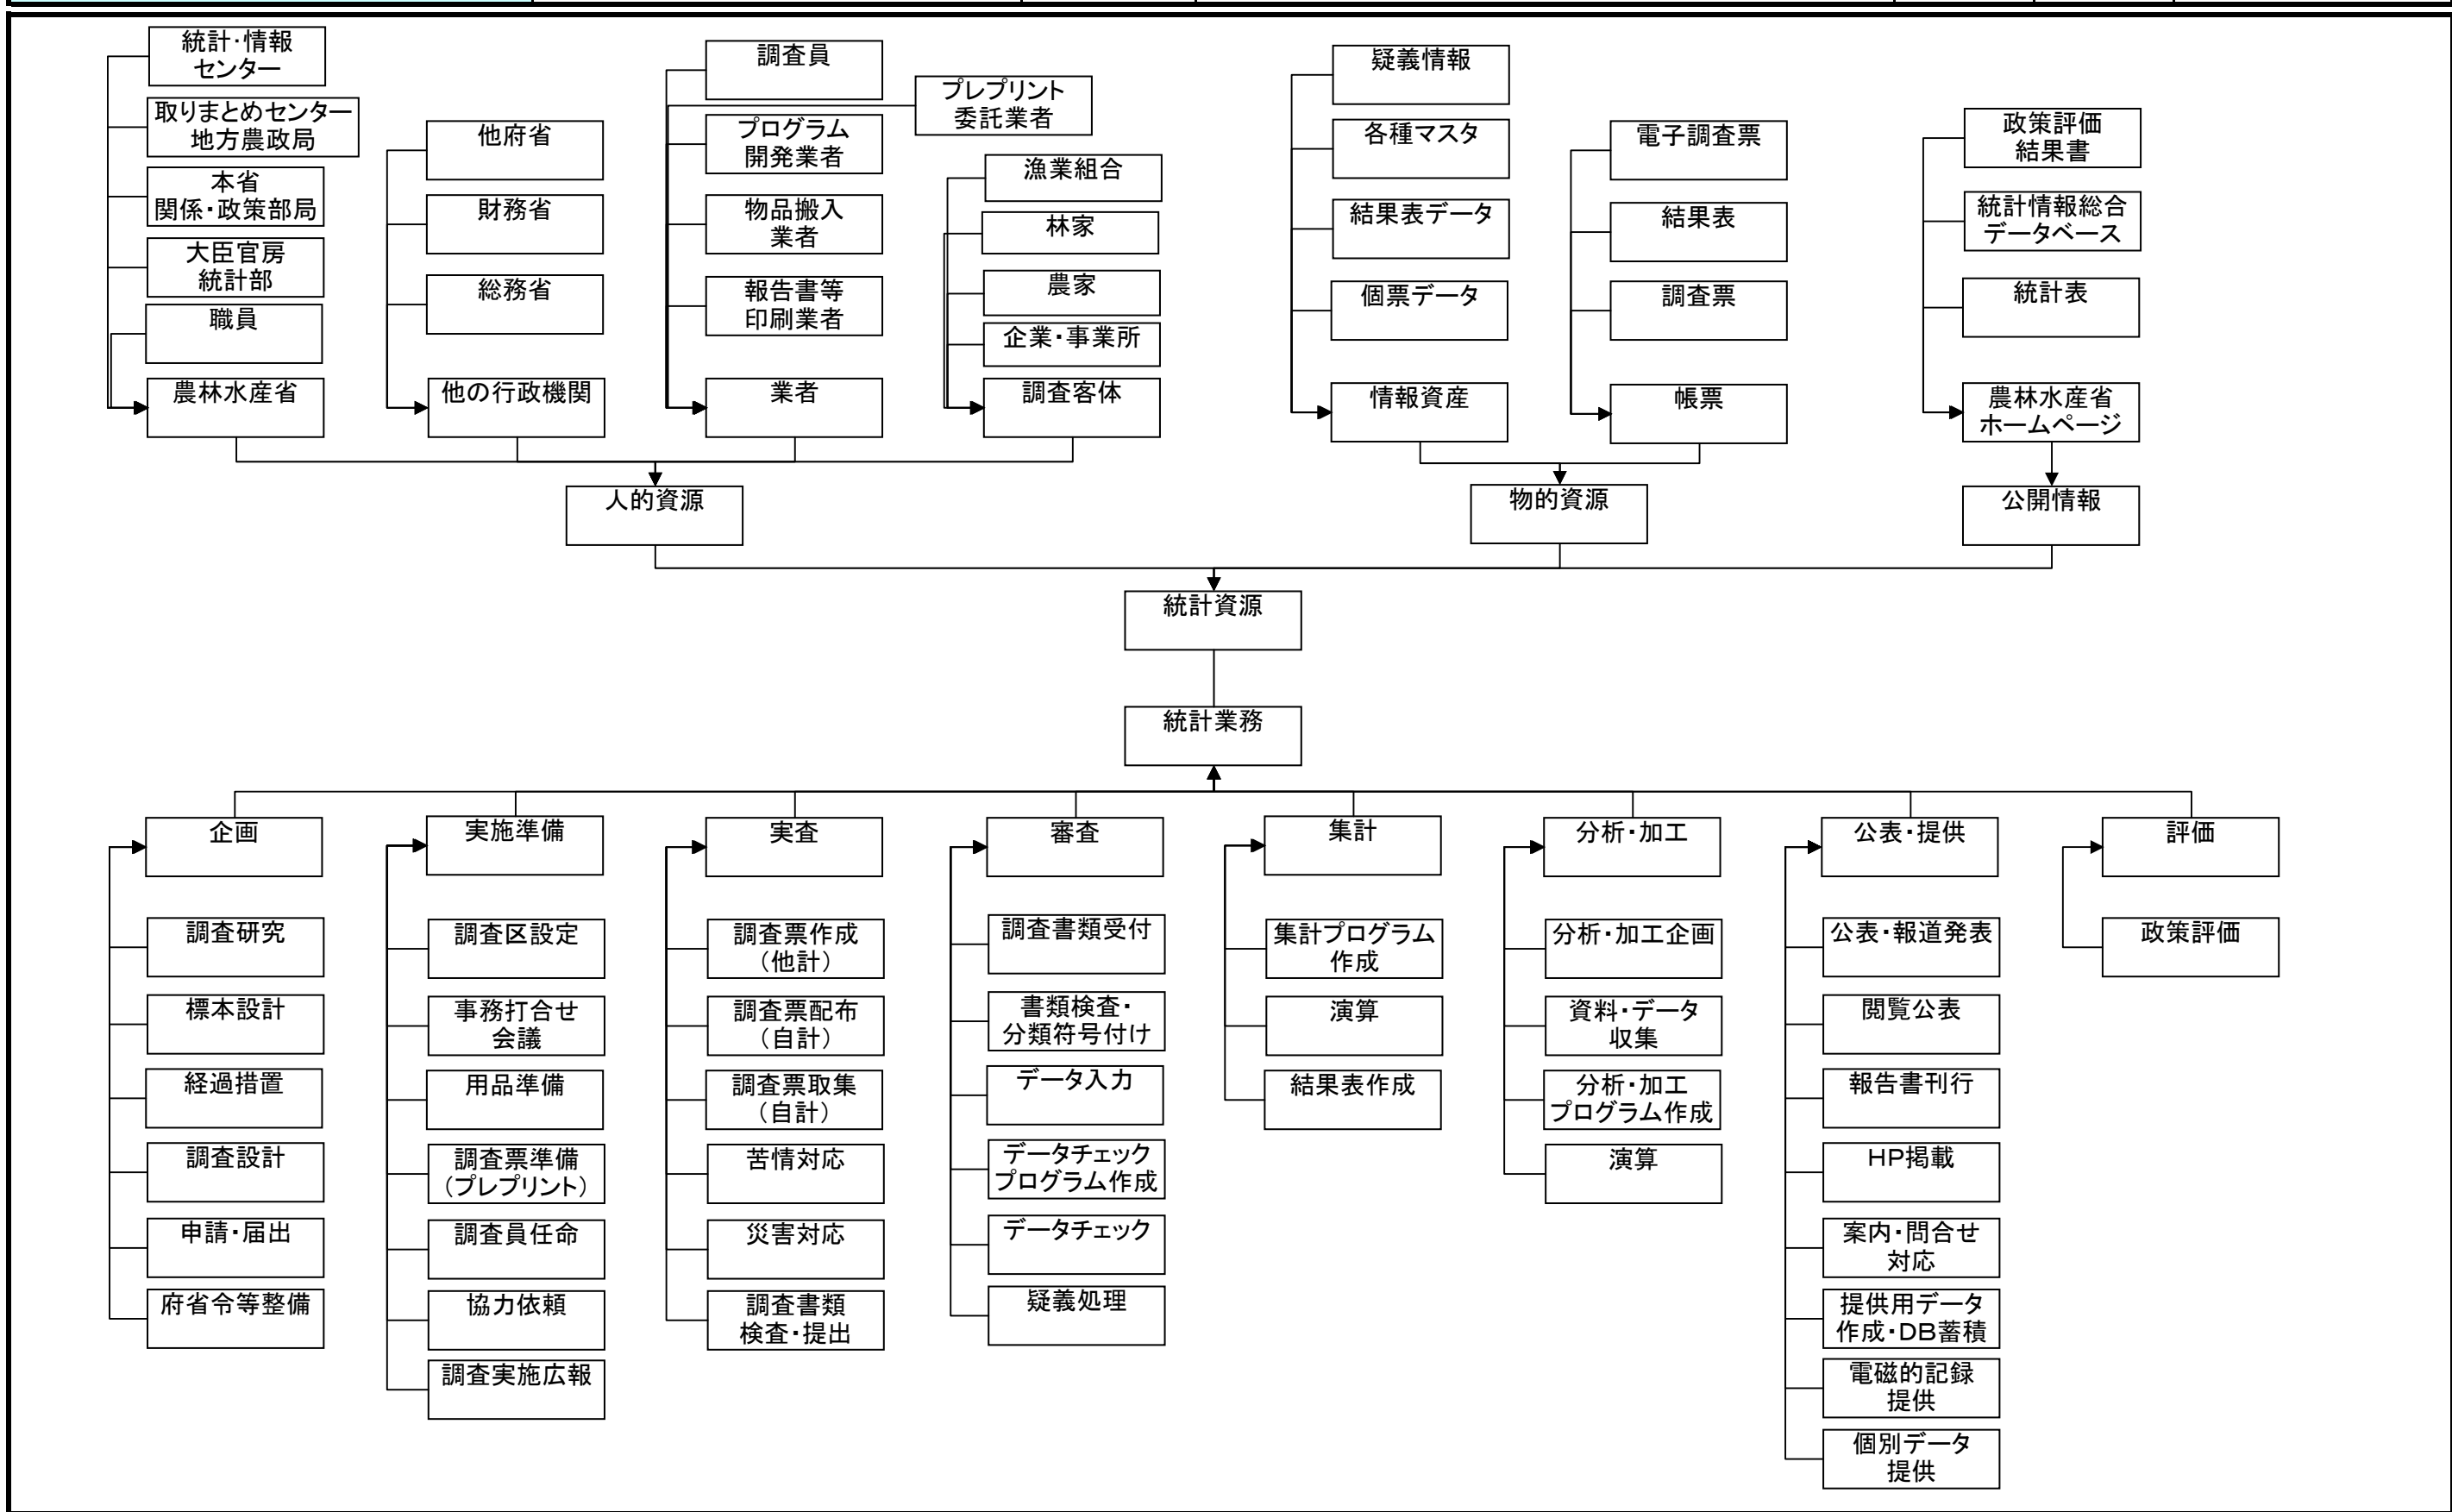 統計・情報
センター
取りまとめセンター
地方農政局
本省
関係・政策部局
大臣官房
統計部
職員
農林水産省
他府省
財務省
総務省
他の行政機関
調査員
プレプリント
委託業者
プログラム
開発業者
物品搬入
業者
報告書等
印刷業者
業者
漁業組合
林家
農家
企業・事業所
調査客体
疑義情報
各種マスタ
結果表データ
個票データ
情報資産
電子調査票
結果表
調査票
帳票
政策評価
結果書
統計情報総合
データベース
統計表
農林水産省
ホームページ
人的資源
物的資源
公開情報
統計資源
統計業務
企画
調査研究
標本設計
経過措置
調査設計
申請・届出
府省令等整備
実施準備
調査区設定
事務打合せ
会議
用品準備
調査票準備
（プレプリント）
調査員任命
協力依頼
調査実施広報
実査
調査票作成
（他計）
調査票配布
（自計）
調査票取集
（自計）
苦情対応
災害対応
調査書類
検査・提出
審査
調査書類受付
書類検査・
分類符号付け
データ入力
データチェック
プログラム作成
データチェック
疑義処理
集計
集計プログラム
作成
演算
結果表作成
分析・加工
分析・加工企画
資料・データ
収集
分析・加工
プログラム作成
演算
公表・提供
公表・報道発表
閲覧公表
報告書刊行
HP掲載
案内・問合せ
対応
提供用データ
作成・DB蓄積
電磁的記録
提供
個別データ
提供
評価
政策評価